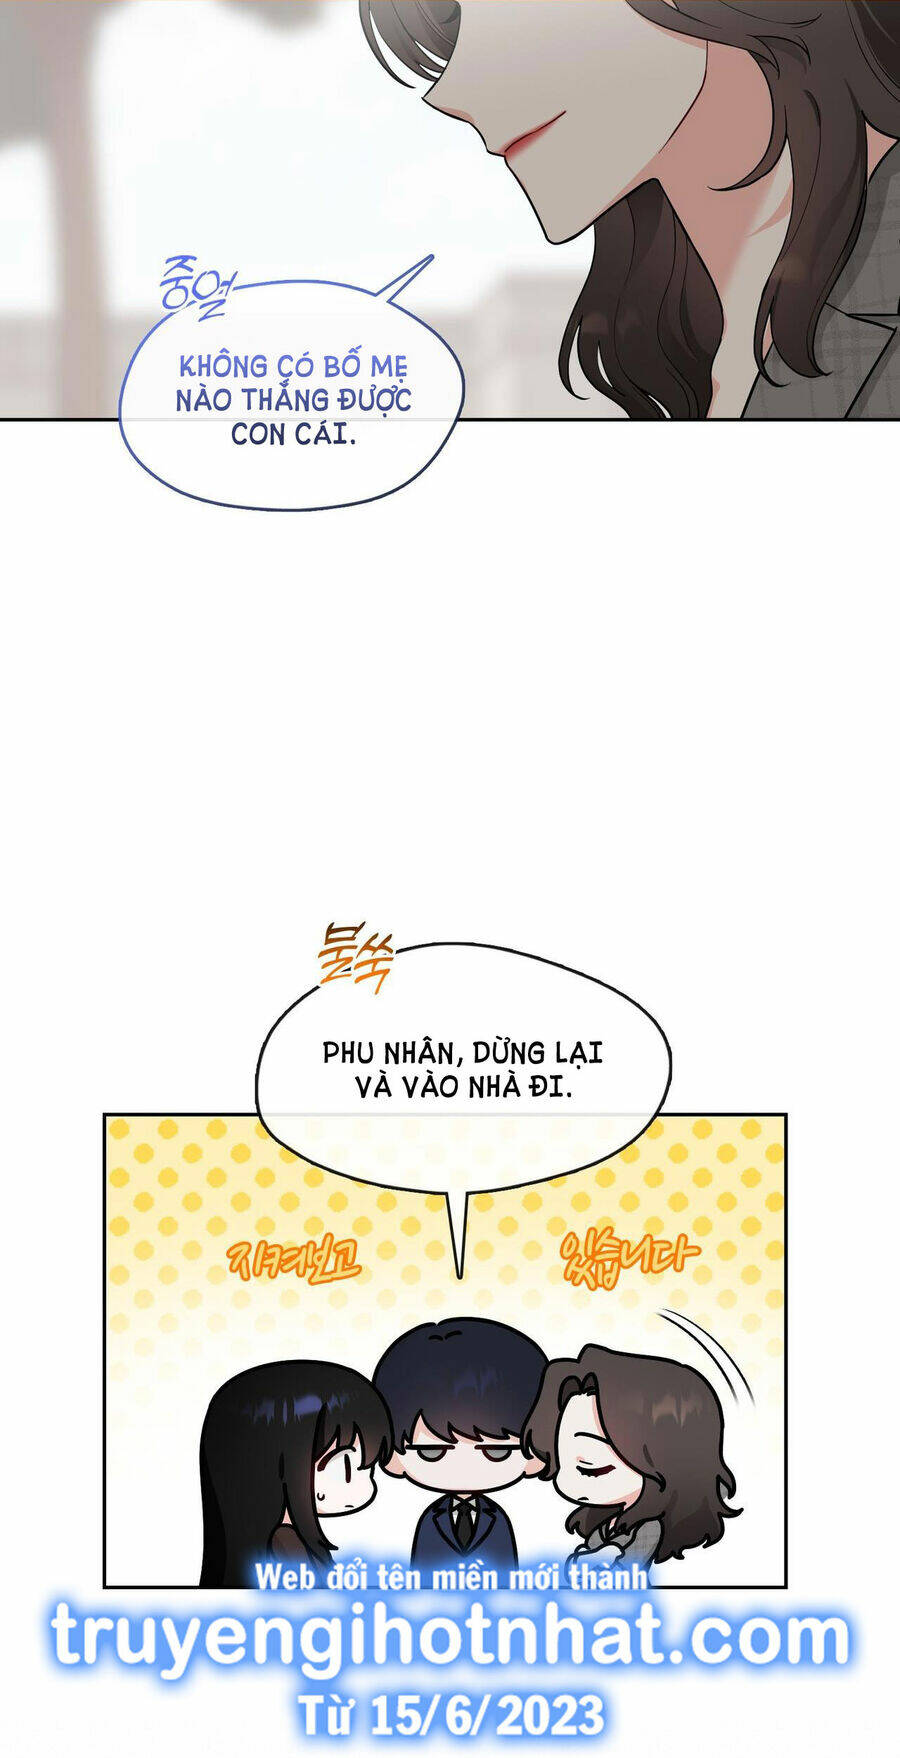 중얼
KHÔNG CÓ BỐ MẸ
NÀO THẮNG ĐƯỢC
CON CÁI.
불쑥
PHU NHÂN, DỪNG LẠI
VÀ VÀO NHÀ ĐI.
지켜보고 있습니다
Web đổi tên miền mới thành
truyengihotnhat.com
Từ 15/6/2023